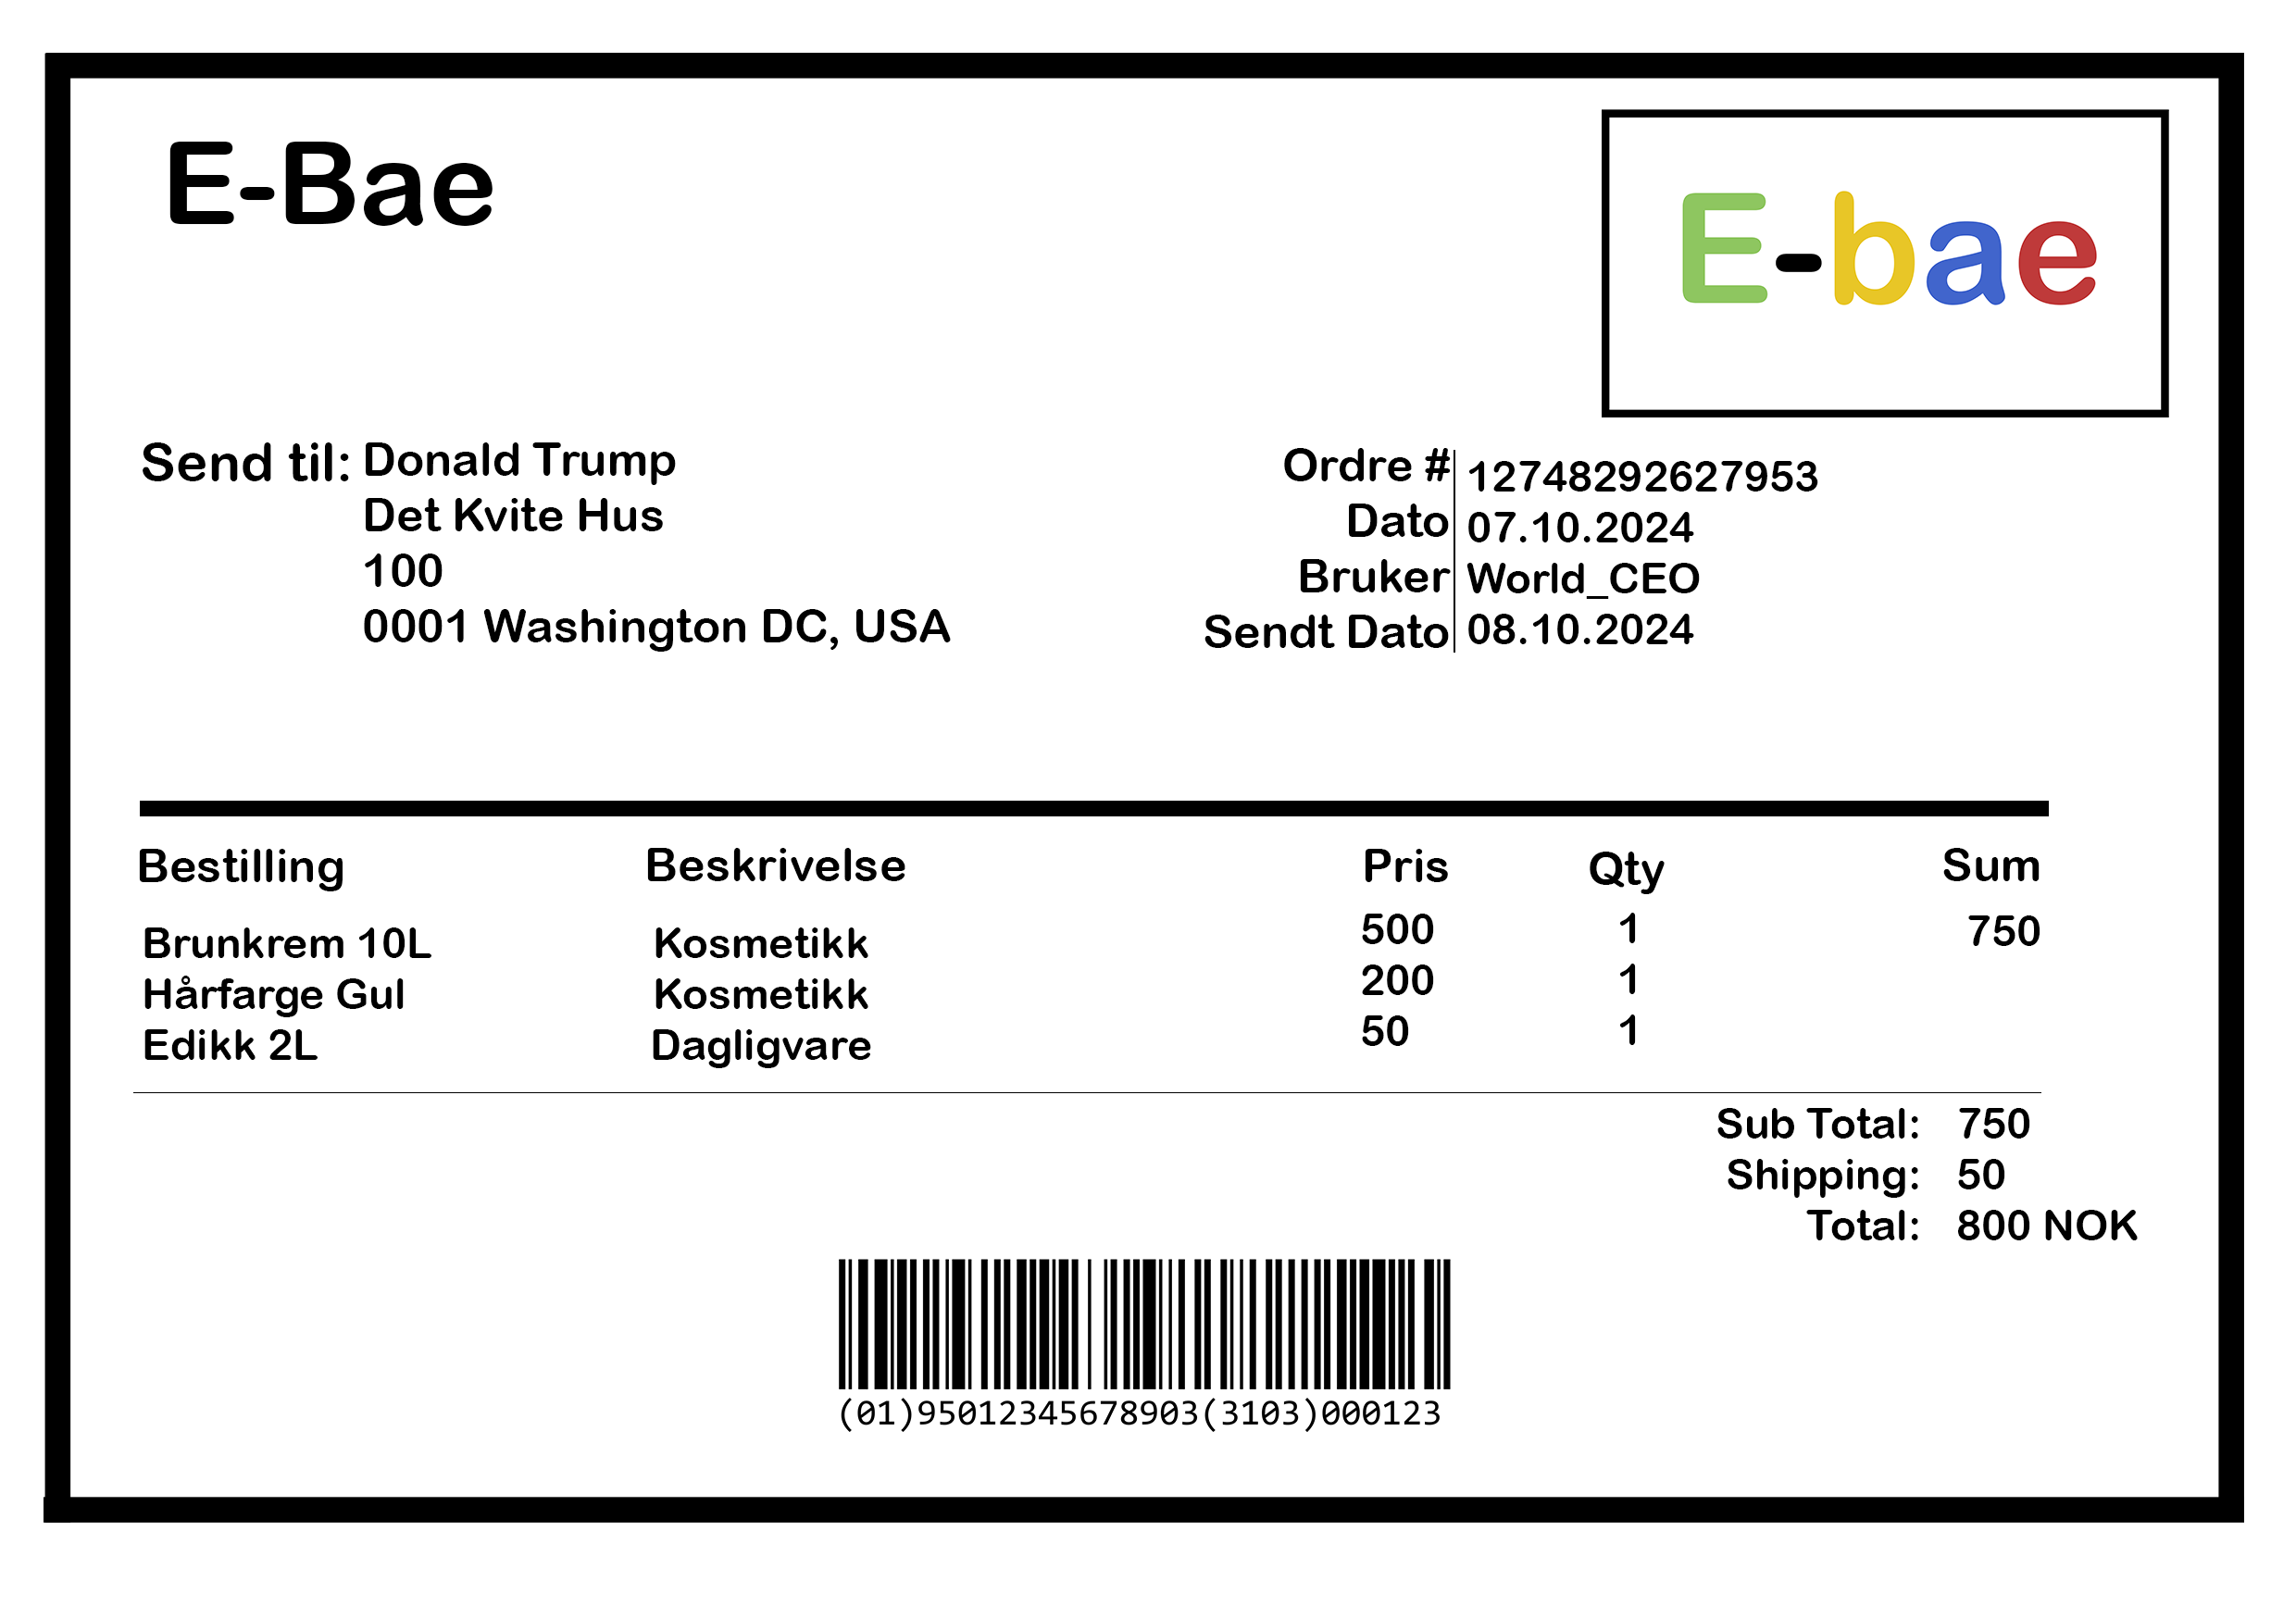 E-Bae
E-bae
Send til: Donald Trump
Det Kvite Hus
100
0001 Washington DC, USA
Ordre # 12748292627953
Dato 07.10.2024
Bruker World_CEO
Sendt Dato 08.10.2024
Bestilling Beskrivelse Pris Qty Sum
Brunkrem 10L Kosmetikk 500 1 750
Hårfarge Gul Kosmetikk 200 1
Edikk 2L Dagligvare 50 1
Sub Total: 750
Shipping: 50
Total: 800 NOK
(01)95012345678903(3103)000123